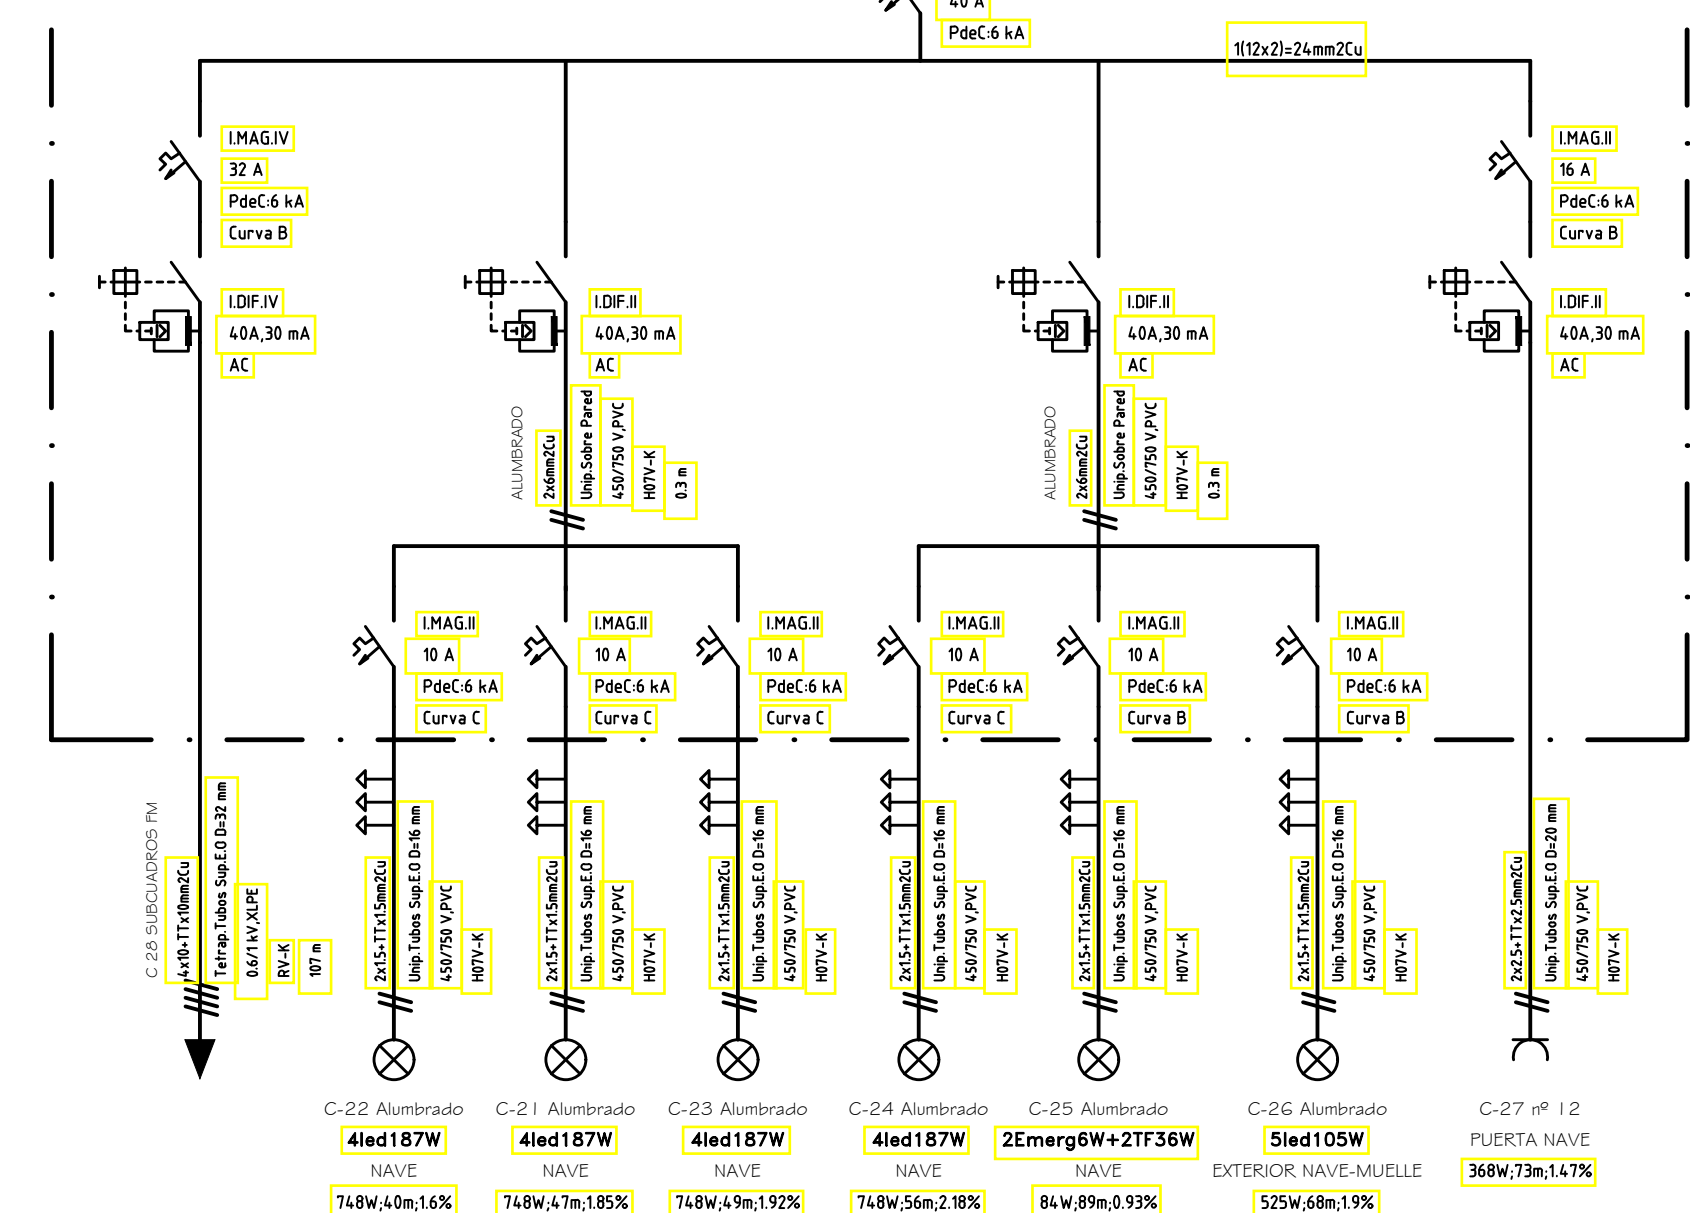 40 A
PdeC:6 kA
1(12x2)=24mm2Cu
I.MAG.IV
32 A
PdeC:6 kA
Curva B
I.MAG.II
16 A
PdeC:6 kA
Curva B
I.DIF.IV
40A,30 mA
AC
I.DIF.II
40A,30 mA
AC
I.DIF.II
40A,30 mA
AC
I.DIF.II
40A,30 mA
AC
ALUMBRADO
2x6mm2Cu
Unip.Sobre Pared
450/750 V,PVC
H07V-K
0.3 m
ALUMBRADO
2x6mm2Cu
Unip.Sobre Pared
450/750 V,PVC
H07V-K
0.3 m
I.MAG.II
10 A
PdeC:6 kA
Curva C
I.MAG.II
10 A
PdeC:6 kA
Curva C
I.MAG.II
10 A
PdeC:6 kA
Curva C
I.MAG.II
10 A
PdeC:6 kA
Curva C
I.MAG.II
10 A
PdeC:6 kA
Curva B
I.MAG.II
10 A
PdeC:6 kA
Curva B
C 28 SUBCUADROS FM
4x10+TTx10mm2Cu
Tetrap.Tubos Sup.E.O D=32 mm
0.6/1 kV,XLPE
RV-K
107 m
2x1.5+TTx1.5mm2Cu
Unip.Tubos Sup.E.O D=16 mm
450/750 V,PVC
H07V-K
2x1.5+TTx1.5mm2Cu
Unip.Tubos Sup.E.O D=16 mm
450/750 V,PVC
H07V-K
2x1.5+TTx1.5mm2Cu
Unip.Tubos Sup.E.O D=16 mm
450/750 V,PVC
H07V-K
2x1.5+TTx1.5mm2Cu
Unip.Tubos Sup.E.O D=16 mm
450/750 V,PVC
H07V-K
2x1.5+TTx1.5mm2Cu
Unip.Tubos Sup.E.O D=16 mm
450/750 V,PVC
H07V-K
2x1.5+TTx1.5mm2Cu
Unip.Tubos Sup.E.O D=16 mm
450/750 V,PVC
H07V-K
2x2.5+TTx2.5mm2Cu
Unip.Tubos Sup.E.O D=20 mm
450/750 V,PVC
H07V-K
C-22 Alumbrado
4led187W
NAVE
748W;40m;1.6%
C-21 Alumbrado
4led187W
NAVE
748W;47m;1.85%
C-23 Alumbrado
4led187W
NAVE
748W;49m;1.92%
C-24 Alumbrado
4led187W
NAVE
748W;56m;2.18%
C-25 Alumbrado
2Emerg6W+2TF36W
NAVE
84W;89m;0.93%
C-26 Alumbrado
5led105W
EXTERIOR NAVE-MUELLE
525W;68m;1.9%
C-27 nº 12
PUERTA NAVE
368W;73m;1.47%